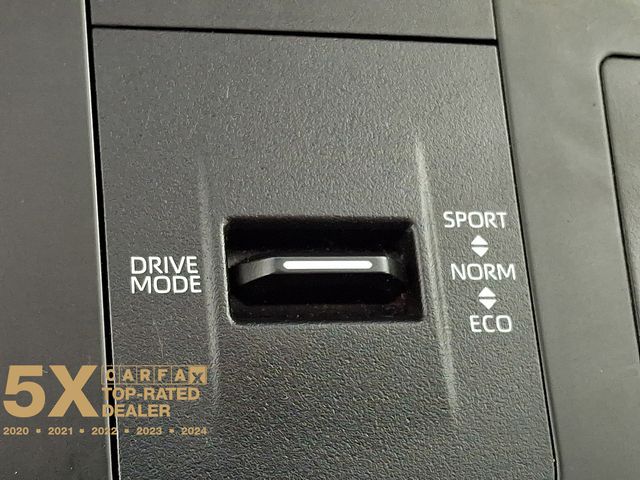 SPORT
DRIVE MODE
NORM
ECO
5X
CARFAX
TOP-RATED
DEALER
2020 • 2021 • 2022 • 2023 • 2024